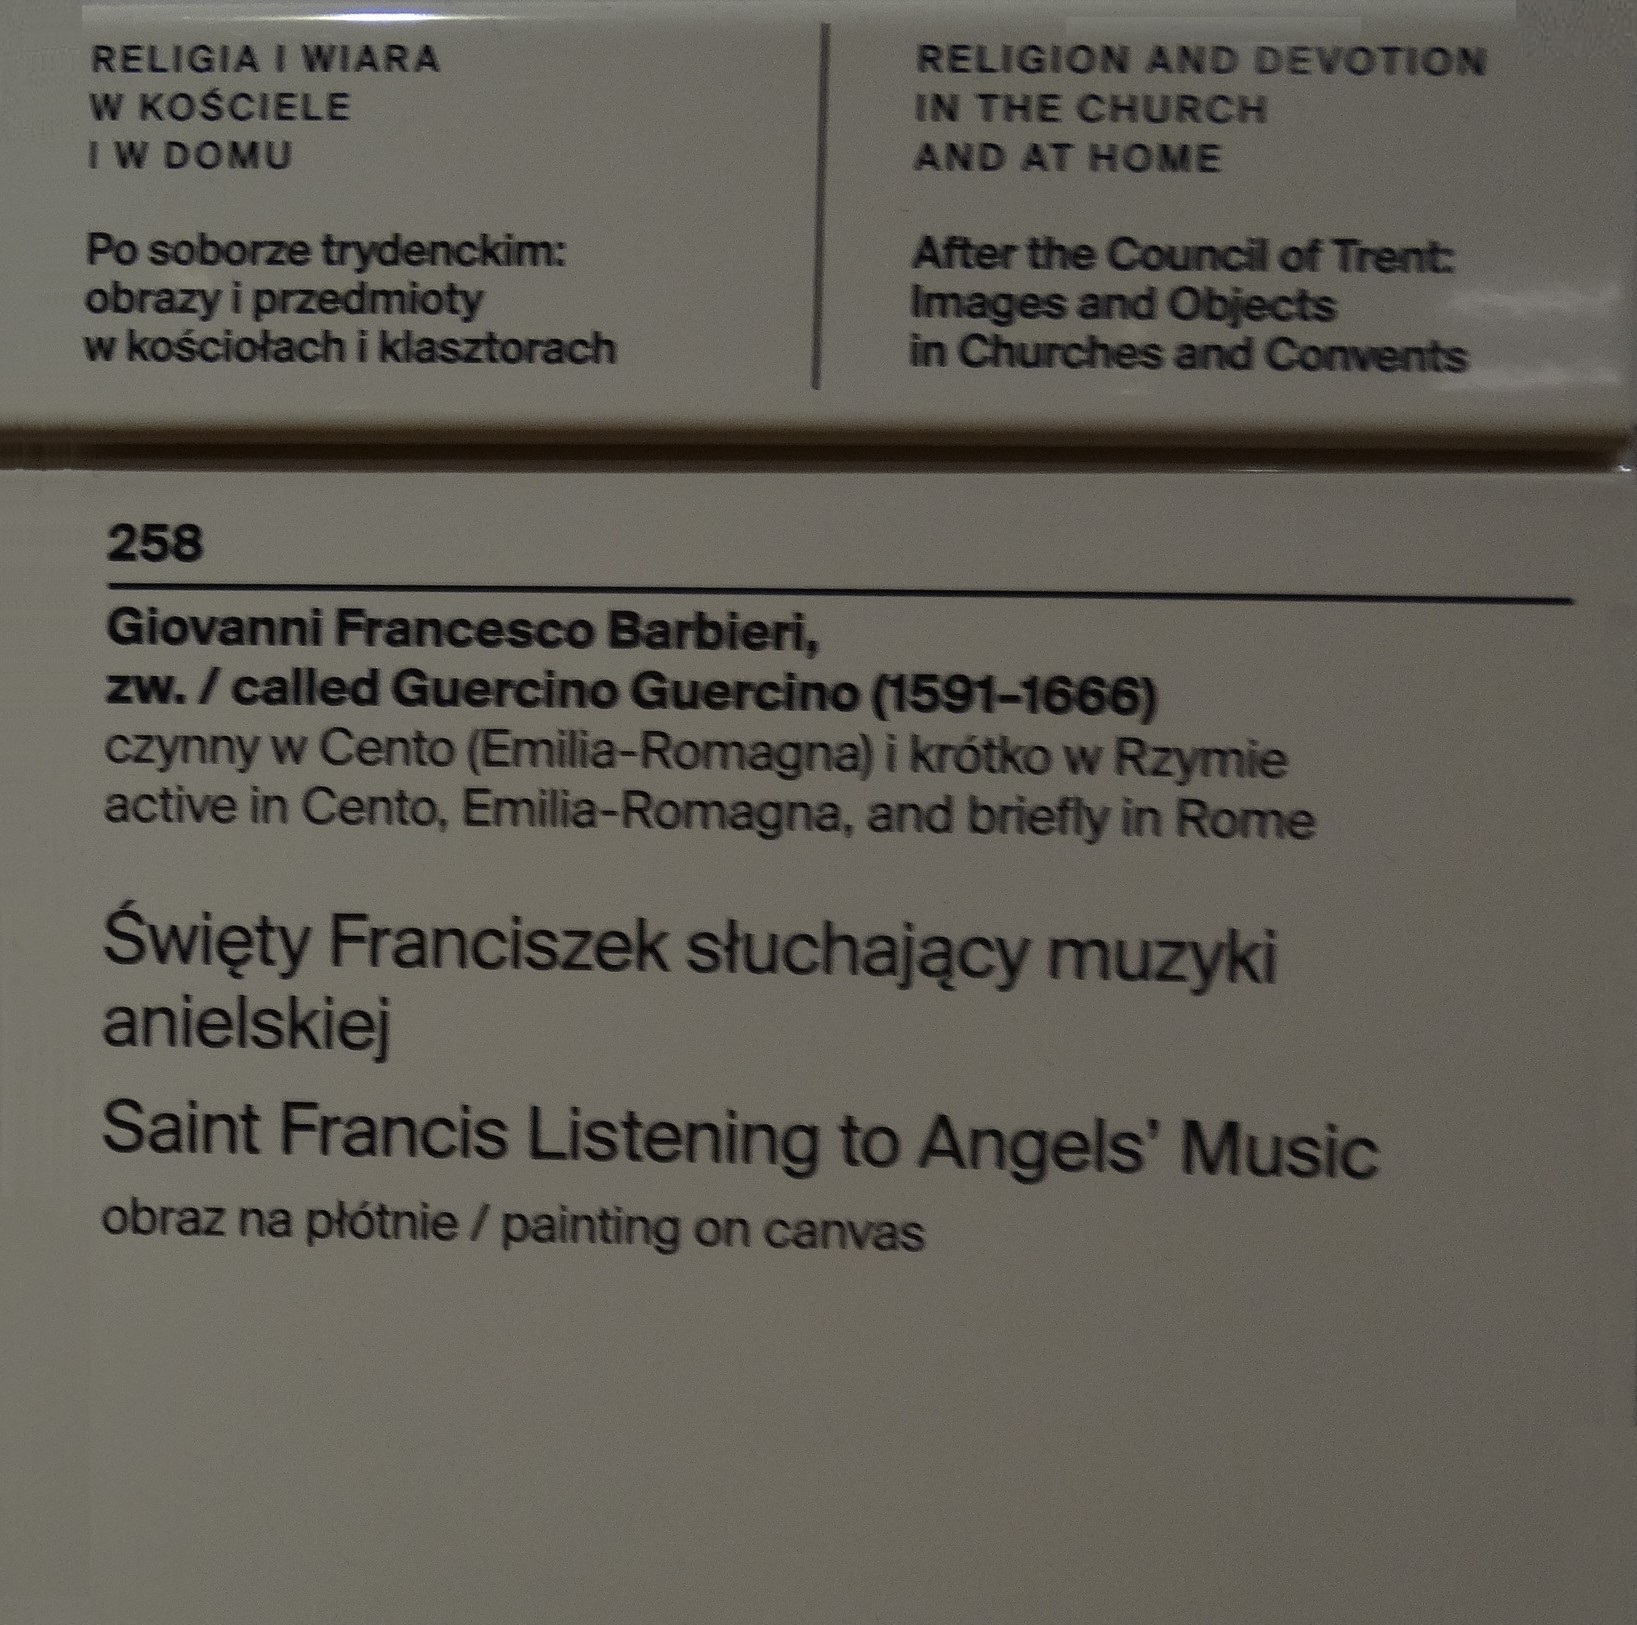 RELIGIA I WIARA
W KOŚCIELE
I W DOMU
Po soborze trydenckim:
obrazy i przedmioty
w kościołach i klasztorach
RELIGION AND DEVOTION
IN THE CHURCH
AND AT HOME
After the Council of Trent:
Images and Objects
in Churches and Convents
258
Giovanni Francesco Barbieri,
zw. / called Guercino Guercino (1591–1666)
czynny w Cento (Emilia-Romagna) i krótko w Rzymie
active in Cento, Emilia-Romagna, and briefly in Rome
Święty Franciszek słuchający muzyki
anielskiej
Saint Francis Listening to Angels' Music
obraz na płótnie / painting on canvas